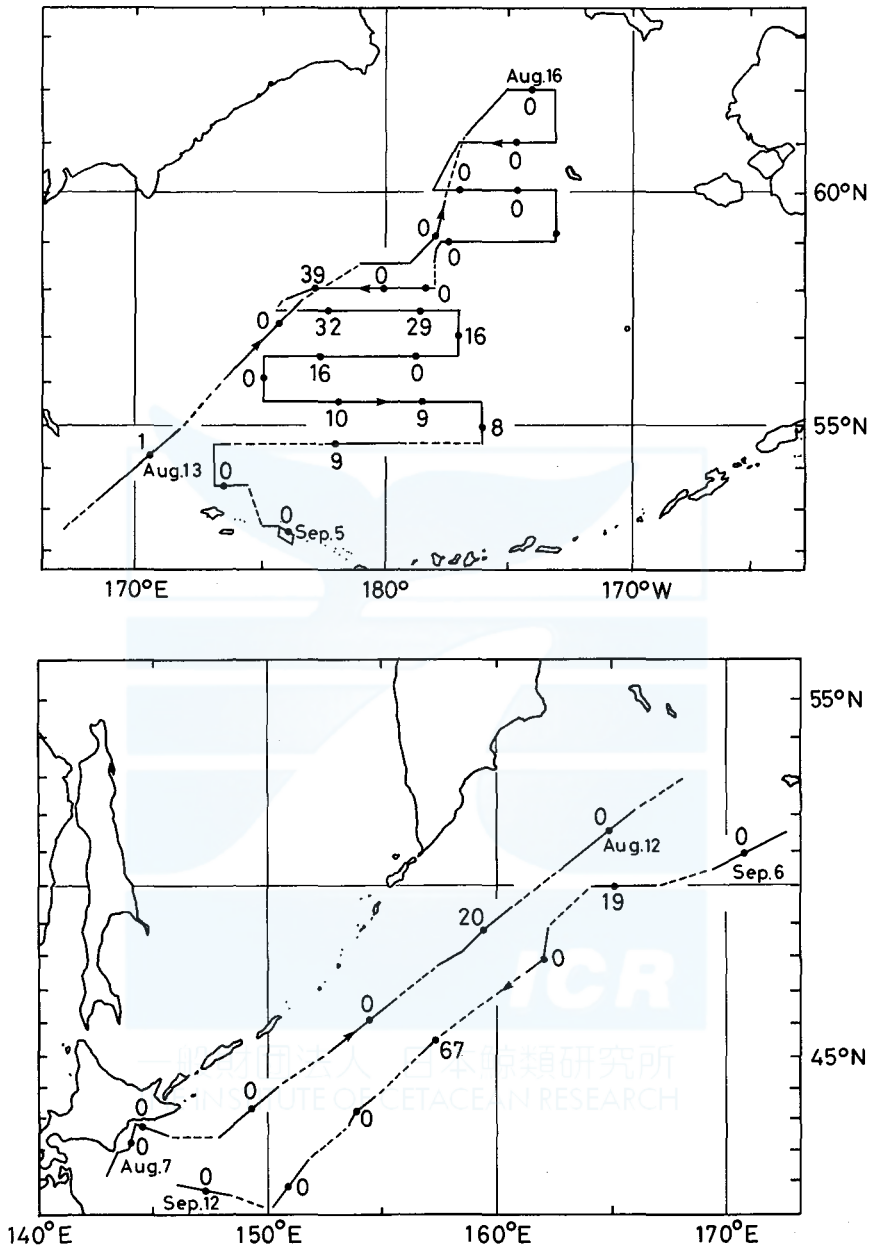 Aug.16
0
0
60°N
0
0
0
0
39
0
0
0
32
29
16
16
0
0
10
9
8
55°N
1
Aug.13
9
0
0
Sep.5
170°E
180°
170°W
55°N
0
Aug.12
0
Sep.6
20
19
0
ICR
0
67
45°N
一般財団法人 日本鯨類研究所
THE INSTITUTE OF CETACEAN RESEARCH
0
0
0
0
Aug.7
0
Sep.12
0
140°E
150°E
160°E
170°E